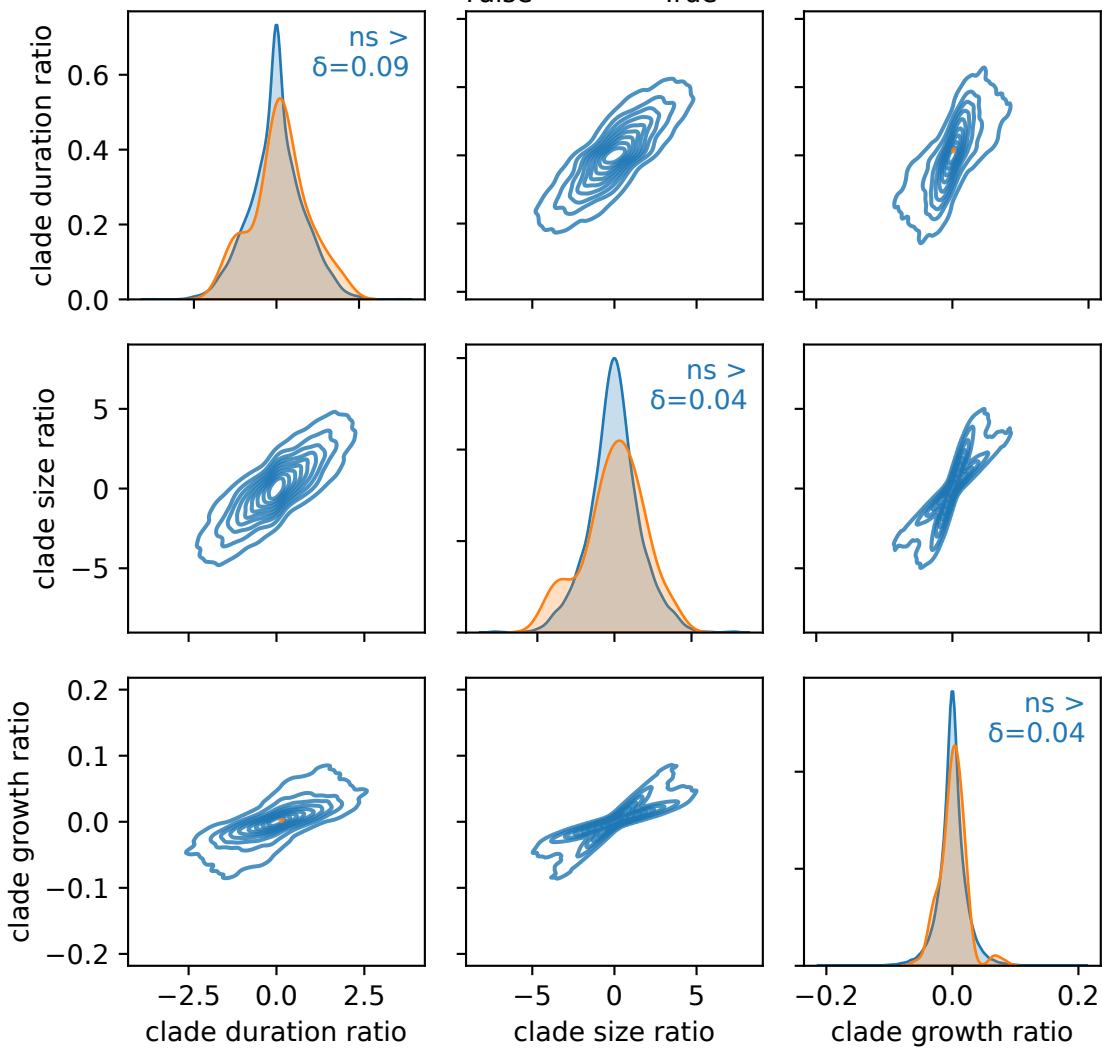 clade duration ratio
0.6
0.4
0.2
0.0
ns >
δ=0.09
clade size ratio
5
0
−5
ns >
δ=0.04
clade growth ratio
0.2
0.1
0.0
−0.1
−0.2
ns >
δ=0.04
−2.5 0.0 2.5
−5 0 5
−0.2 0.0 0.2
clade duration ratio
clade size ratio
clade growth ratio